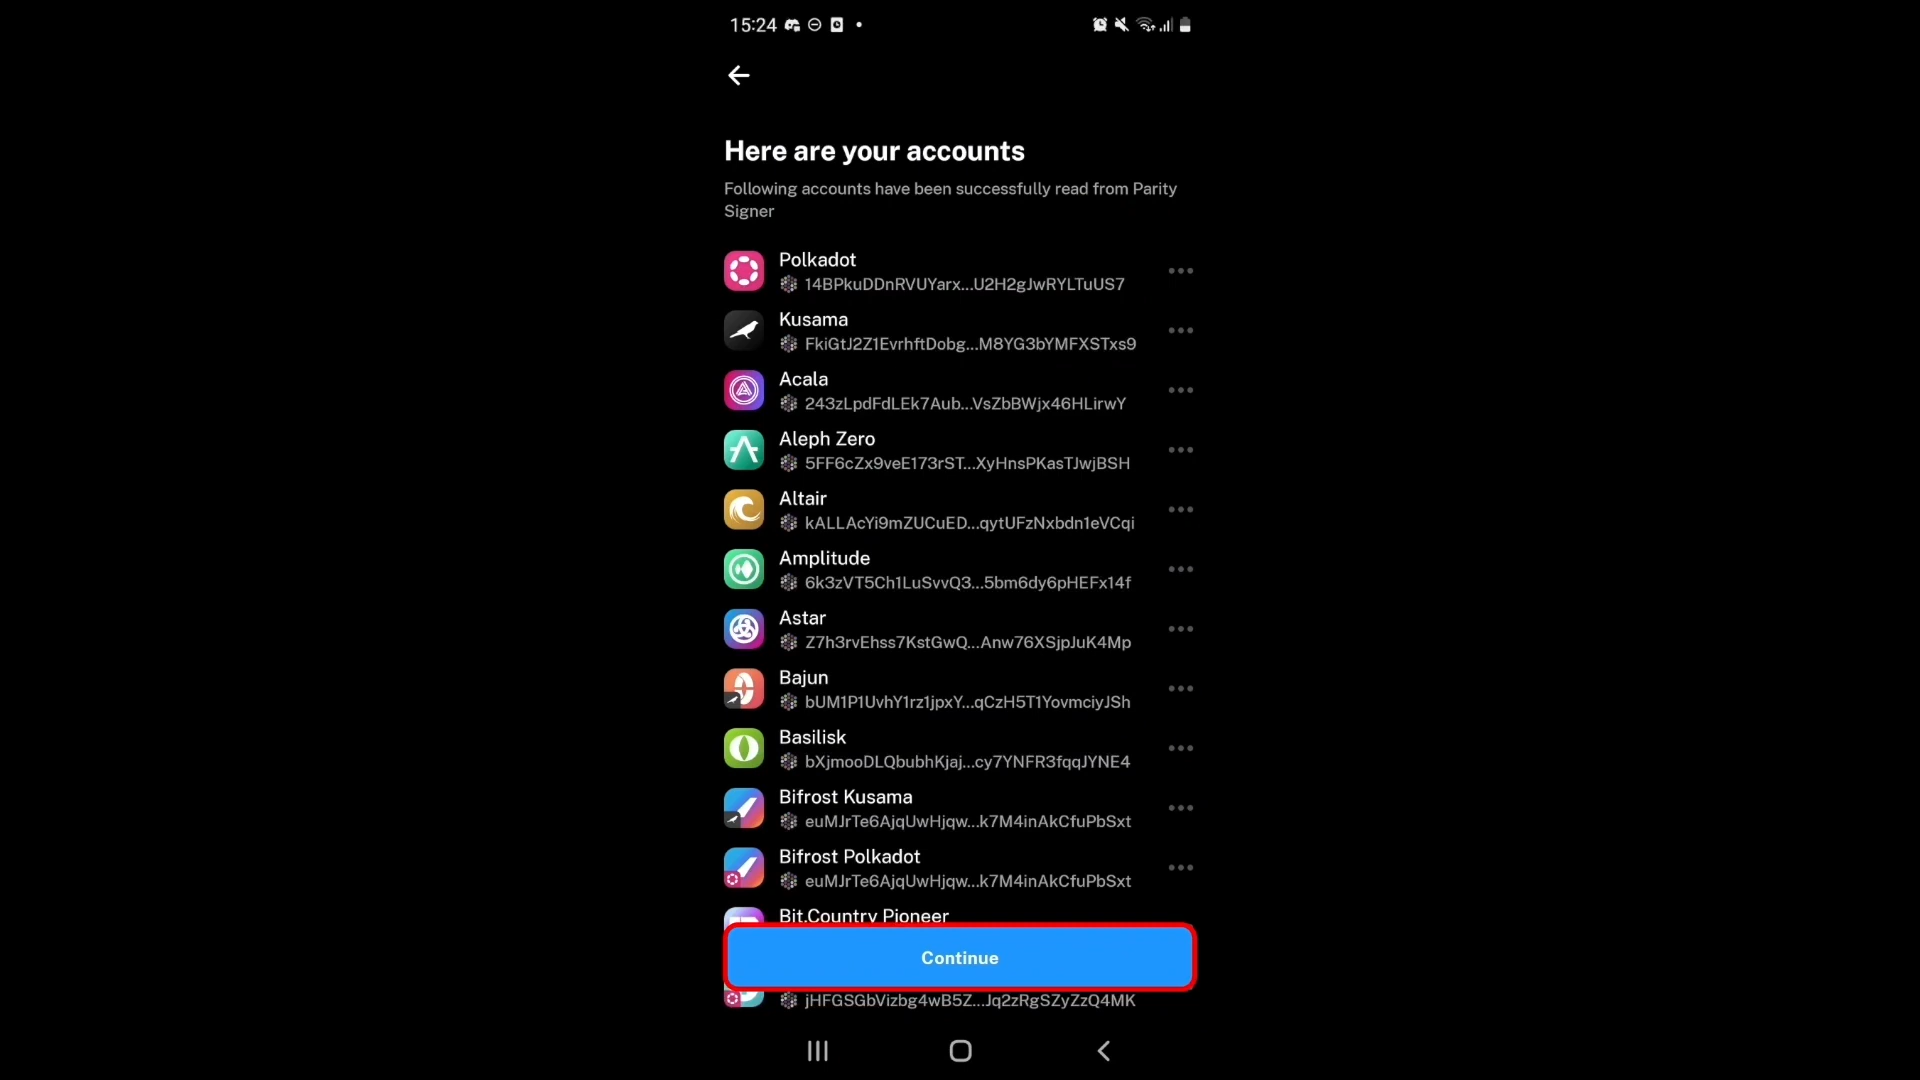 15:24
Here are your accounts
Following accounts have been successfully read from Parity
Signer
Polkadot
14BPkuDDnRVUYarx...U2H2gJwRYLTuUS7
Kusama
FkiGtJ2Z1EvrhftDobg...M8YG3bYMFXSTxs9
Acala
243zLpdFdLEk7Aub...VsZbBWjx46HLirwY
Aleph Zero
5FF6cZx9veE173rST...XyHnsPKasTJwjBSH
Altair
kALLAcYi9mZUCuED...qytUFzNxbdn1eVCqi
Amplitude
6k3zVT5Ch1LuSvvQ3...5bm6dy6pHEFx14f
Astar
Z7h3rvEhss7KstGwQ...Anw76XSjpJuK4Mp
Bajun
bUM1P1UvhY1rz1jpxY...qCzH5T1YovmciyJSh
Basilisk
bXjmooDLQbubhKjaj...cy7YNFR3fqqJYNE4
Bifrost Kusama
euMJrTe6AjqUwHjqw...k7M4inAkCfuPbSxt
Bifrost Polkadot
euMJrTe6AjqUwHjqw...k7M4inAkCfuPbSxt
Bit.Country Pioneer
Continue
jHFGSGbVizbg4wB5Z...Jq2zRgSZyZzQ4MK